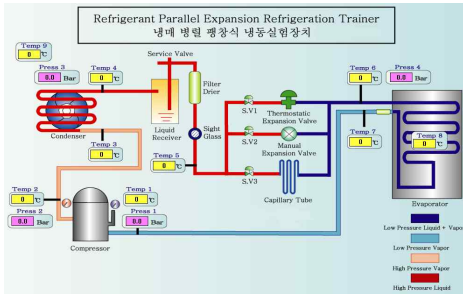 Refrigerant Parallel Expansion Refrigeration Trainer
냉매 병렬 팽창식 냉동실험장치
Temp 9
0 ℃
Press 3
0.0 Bar
Temp 4
0 ℃
Service Valve
Filter
Drier
Temp 6
0 ℃
Press 4
0.0 Bar
S.V1
Thermostatic
Expansion Valve
Condenser
Liquid
Receiver
Sight
Glass
S.V2
Manual
Expansion Valve
Temp 3
0 ℃
Temp 5
0 ℃
Temp 7
0 ℃
Temp 8
0 ℃
S.V3
Capillary Tube
Temp 2
0 ℃
Temp 1
0 ℃
Press 2
0.0 Bar
Press 1
0.0 Bar
Compressor
Evaporator
Low Pressure Liquid + Vapo
Low Pressure Vapor
High Pressure Vapor
High Pressure Liquid